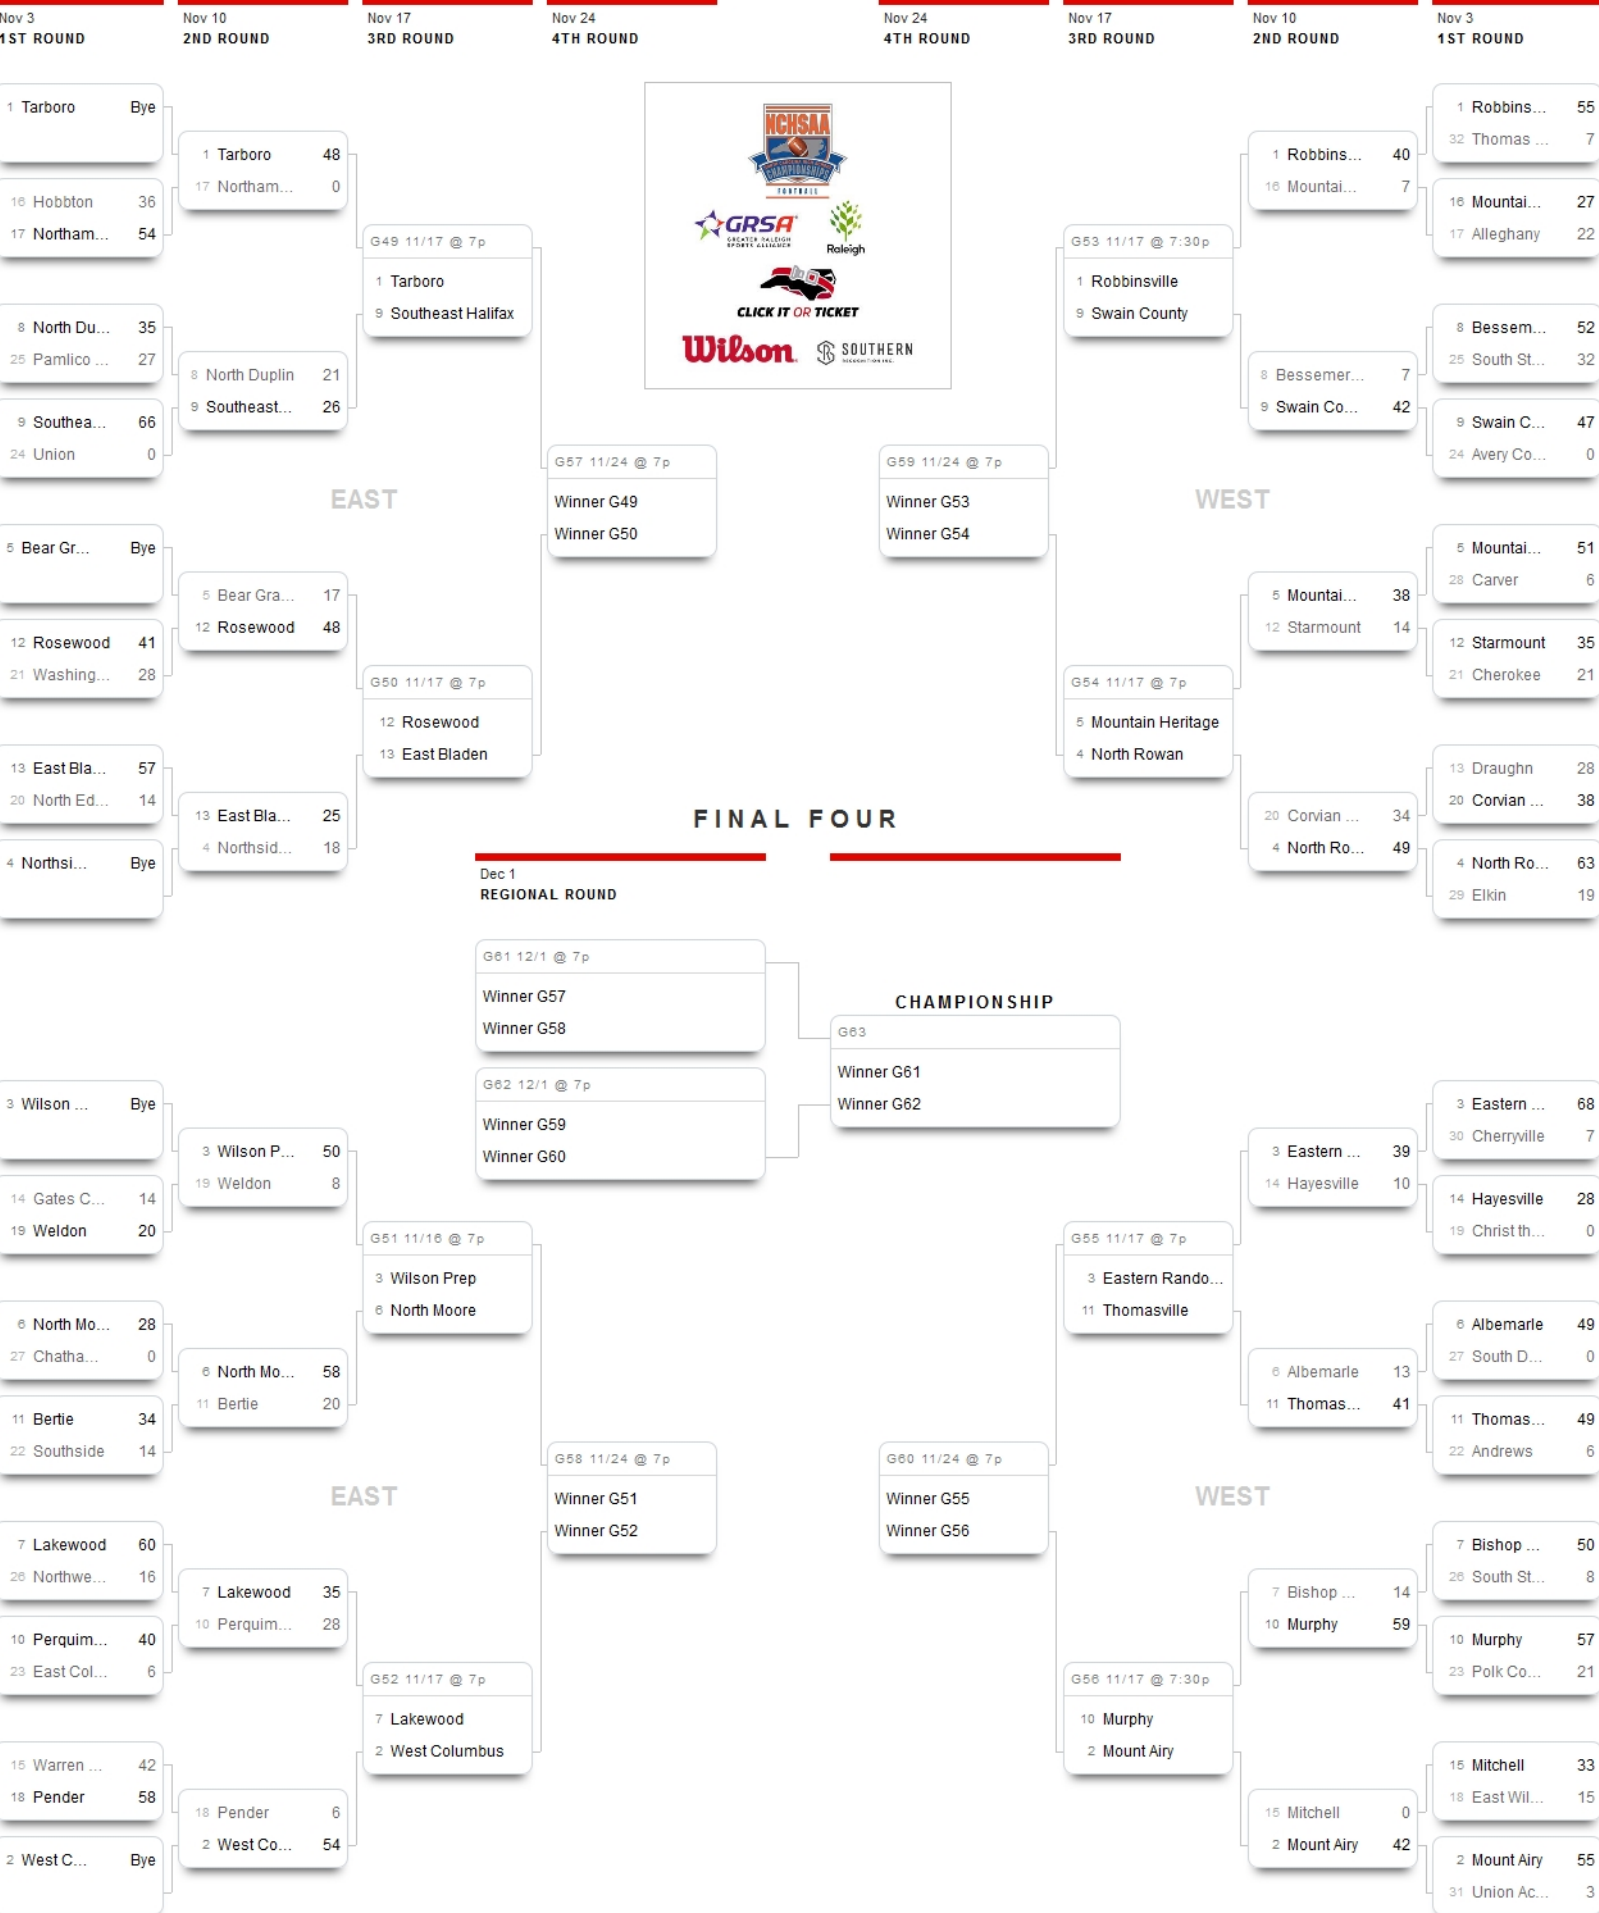 Nov 3
1ST ROUND
Nov 10
2ND ROUND
Nov 17
3RD ROUND
Nov 24
4TH ROUND
Nov 24
4TH ROUND
Nov 17
3RD ROUND
Nov 10
2ND ROUND
Nov 3
1ST ROUND
1 Tarboro Bye
16 Hobbton 36
17 Northam... 54
8 North Du... 35
25 Pamlico ... 27
9 Southea... 66
24 Union 0
5 Bear Gr... Bye
12 Rosewood 41
21 Washing... 28
13 East Bla... 57
20 North Ed... 14
4 Northsi... Bye
1 Tarboro 48
17 Northam... 0
8 North Duplin 21
9 Southeast... 26
5 Bear Gra... 17
12 Rosewood 48
13 East Bla... 25
4 Northsid... 18
G49 11/17 @ 7p
1 Tarboro
9 Southeast Halifax
EAST
G50 11/17 @ 7p
12 Rosewood
13 East Bladen
G57 11/24 @ 7p
Winner G49
Winner G50
NCHSAA
CHAMPIONSHIPS
FOOTBALL
GRSA
GREATER RALEIGH
SPORTS ALLIANCE
Raleigh
CLICK IT OR TICKET
Wilson
SOUTHERN
RECOGNITION INC.
G59 11/24 @ 7p
Winner G53
Winner G54
G53 11/17 @ 7:30p
1 Robbinsville
9 Swain County
WEST
G54 11/17 @ 7p
5 Mountain Heritage
4 North Rowan
1 Robbins... 40
16 Mountai... 7
8 Bessemer... 7
9 Swain Co... 42
5 Mountai... 38
12 Starmount 14
20 Corvian ... 34
4 North Ro... 49
1 Robbins... 55
32 Thomas ... 7
16 Mountai... 27
17 Alleghany 22
8 Bessem... 52
25 South St... 32
9 Swain C... 47
24 Avery Co... 0
5 Mountai... 51
28 Carver 6
12 Starmount 35
21 Cherokee 21
13 Draughn 28
20 Corvian ... 38
4 North Ro... 63
29 Elkin 19
FINAL FOUR
Dec 1
REGIONAL ROUND
G61 12/1 @ 7p
Winner G57
Winner G58
G62 12/1 @ 7p
Winner G59
Winner G60
CHAMPIONSHIP
G63
Winner G61
Winner G62
3 Wilson ... Bye
14 Gates C... 14
19 Weldon 20
6 North Mo... 28
27 Chatha... 0
11 Bertie 34
22 Southside 14
7 Lakewood 60
26 Northwe... 16
10 Perquim... 40
23 East Col... 6
15 Warren ... 42
18 Pender 58
2 West C... Bye
3 Wilson P... 50
19 Weldon 8
6 North Mo... 58
11 Bertie 20
7 Lakewood 35
10 Perquim... 28
18 Pender 6
2 West Co... 54
G51 11/16 @ 7p
3 Wilson Prep
6 North Moore
EAST
G52 11/17 @ 7p
7 Lakewood
2 West Columbus
G58 11/24 @ 7p
Winner G51
Winner G52
G60 11/24 @ 7p
Winner G55
Winner G56
G55 11/17 @ 7p
3 Eastern Rando...
11 Thomasville
WEST
G56 11/17 @ 7:30p
10 Murphy
2 Mount Airy
3 Eastern ... 39
14 Hayesville 10
6 Albemarle 13
11 Thomas... 41
7 Bishop ... 14
10 Murphy 59
15 Mitchell 0
2 Mount Airy 42
3 Eastern ... 68
30 Cherryville 7
14 Hayesville 28
19 Christ th... 0
6 Albemarle 49
27 South D... 0
11 Thomas... 49
22 Andrews 6
7 Bishop ... 50
26 South St... 8
10 Murphy 57
23 Polk Co... 21
15 Mitchell 33
18 East Wil... 15
2 Mount Airy 55
31 Union Ac... 3